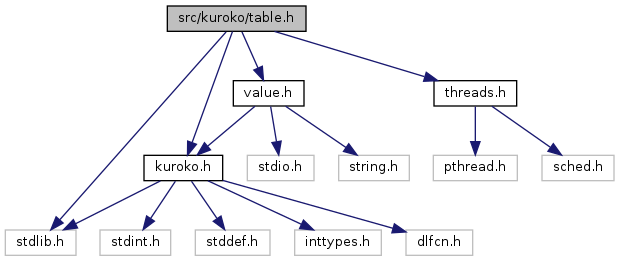 src/kuroko/table.h
value.h
threads.h
kuroko.h
stdio.h
string.h
pthread.h
sched.h
stdlib.h
stdint.h
stddef.h
inttypes.h
dlfcn.h